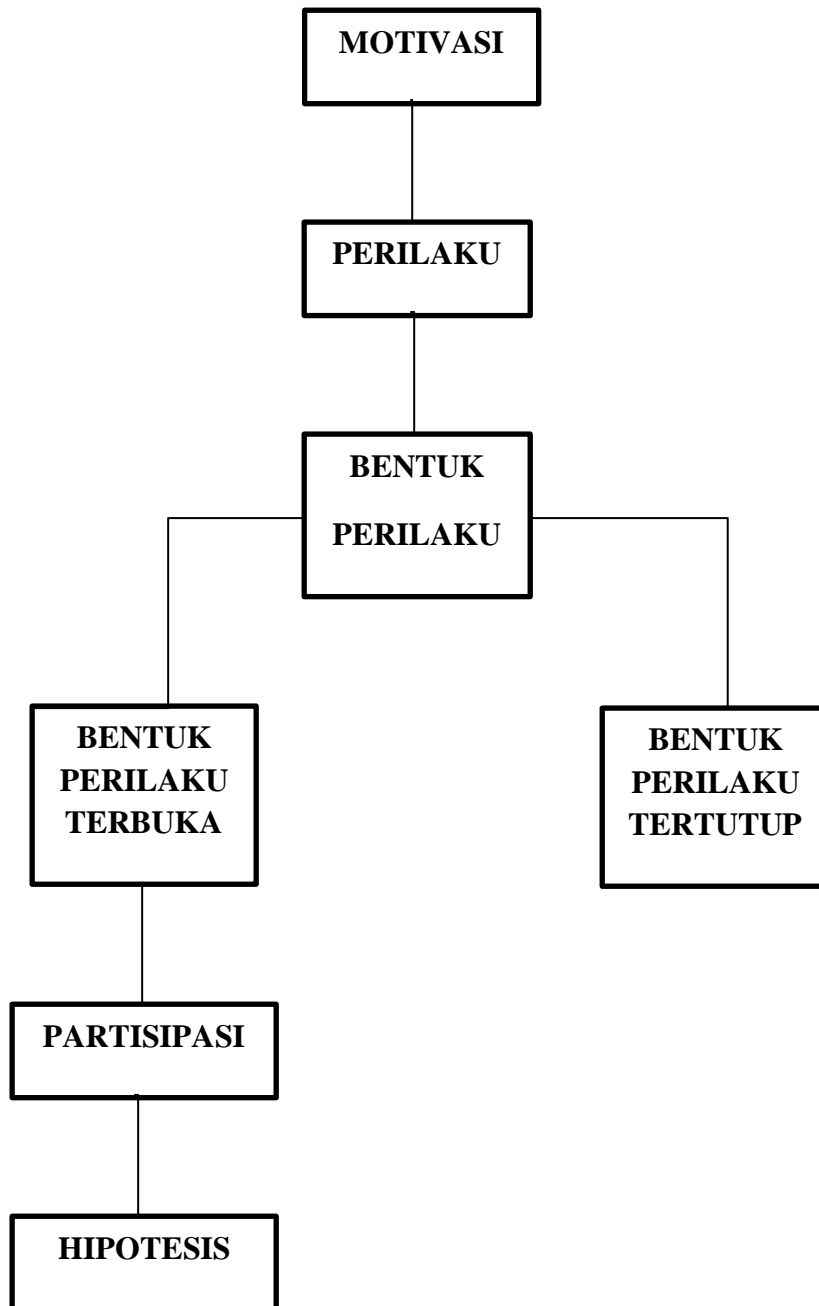 MOTIVASI
PERILAKU
BENTUK
PERILAKU
BENTUK
PERILAKU
TERBUKA
BENTUK
PERILAKU
TERTUTUP
PARTISIPASI
HIPOTESIS